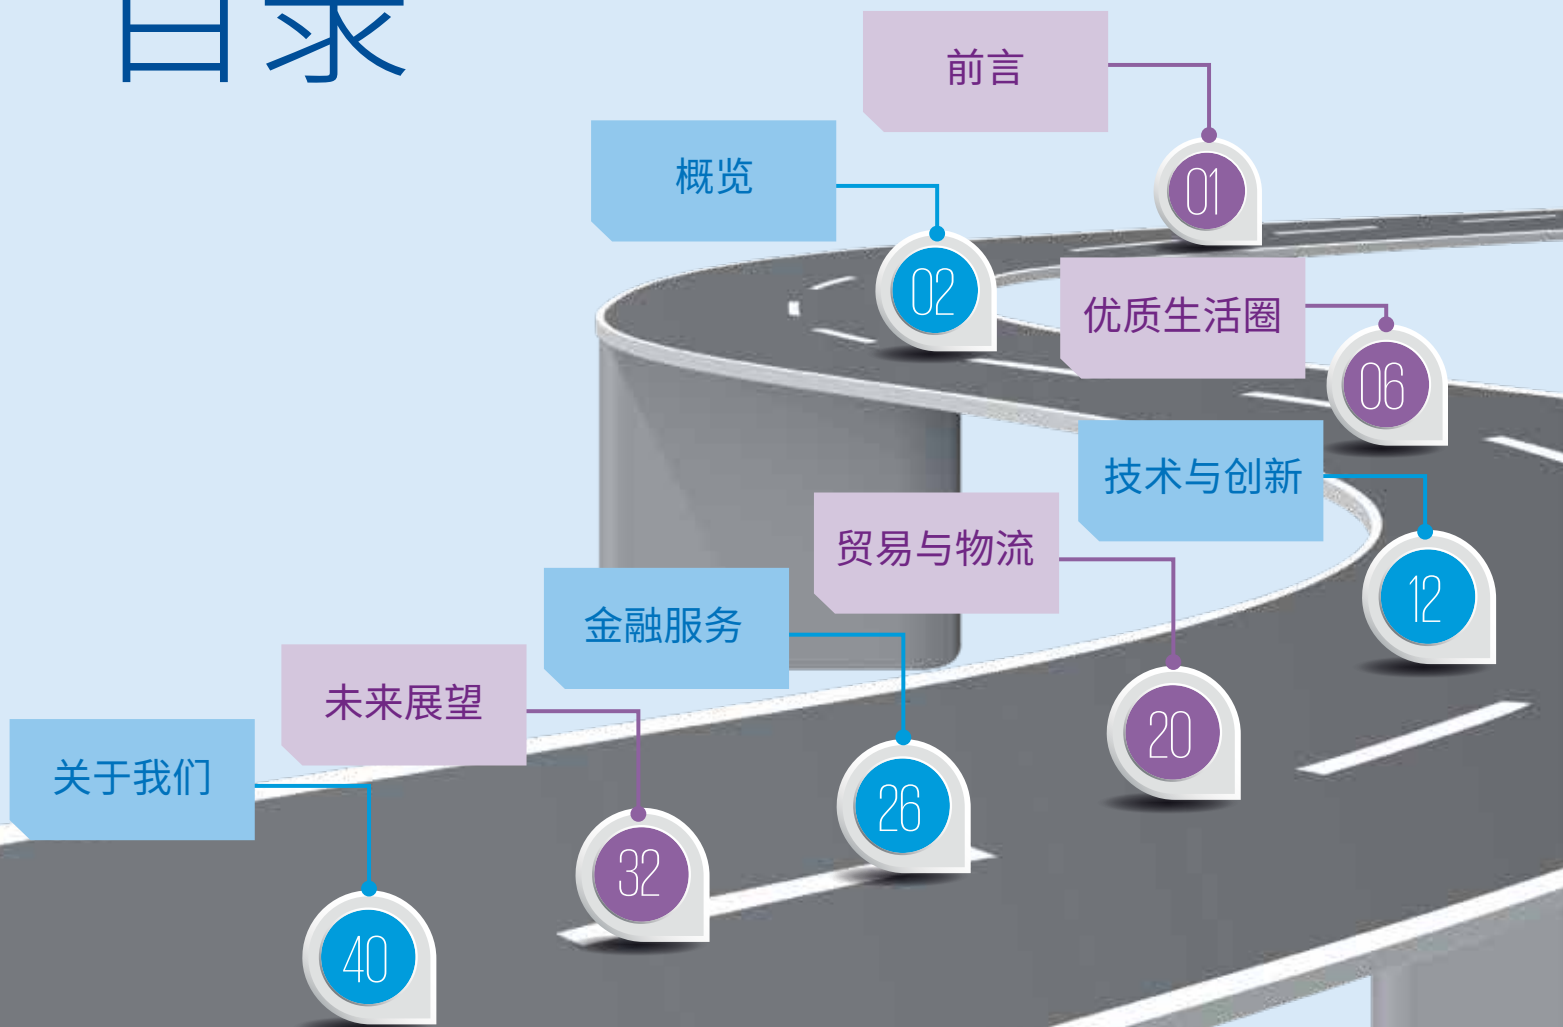 目录
前言
01
概览
02
优质生活圈
06
技术与创新
12
贸易与物流
20
金融服务
26
未来展望
32
关于我们
40